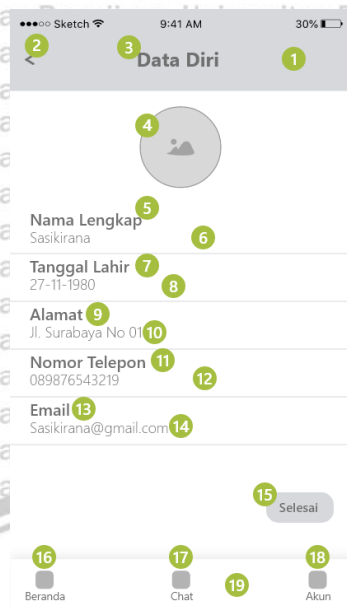 ●●●○○ Sketch 9:41 AM 30%
3
2 < Data Diri 1
4
5
Nama Lengkap
Sasikirana 6
Tanggal Lahir 7
27-11-1980 8
Alamat 9
Jl. Surabaya No 01 10
Nomor Telepon 11
089876543219 12
Email 13
Sasikirana@gmail.com 14
15
Selesai
16 17 18
Beranda Chat 19 Akun